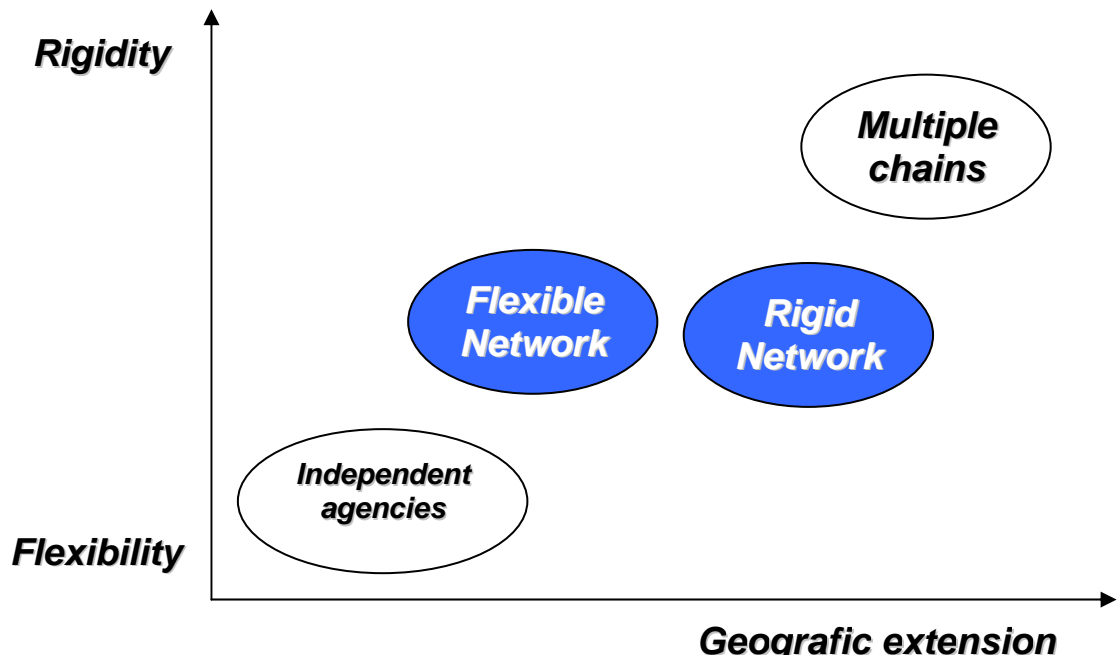 Rigidity
Multiple
chains
Flexible
Network
Rigid
Network
Independent
agencies
Flexibility
Geografic extension